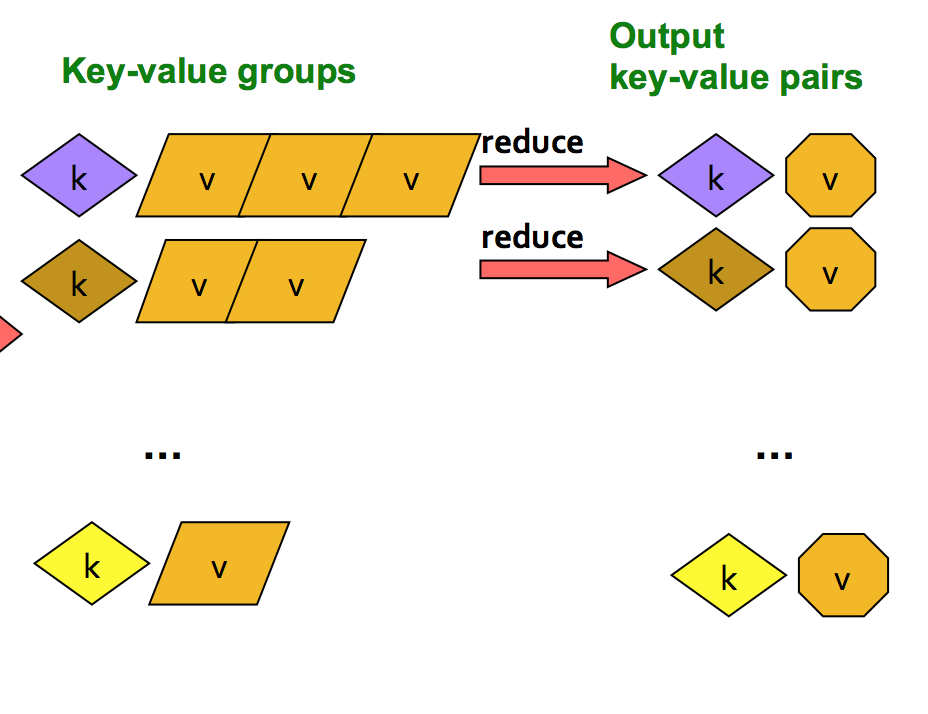 Key-value groups
Output
key-value pairs
k v v v reduce k v
k v v reduce k v
... ...
k v k v